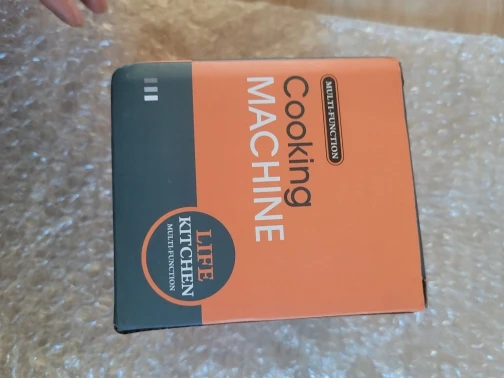 MULTI-FUNCTION
Cooking
MACHINE
LIFE
KITCHEN
MULTI-FUNCTION